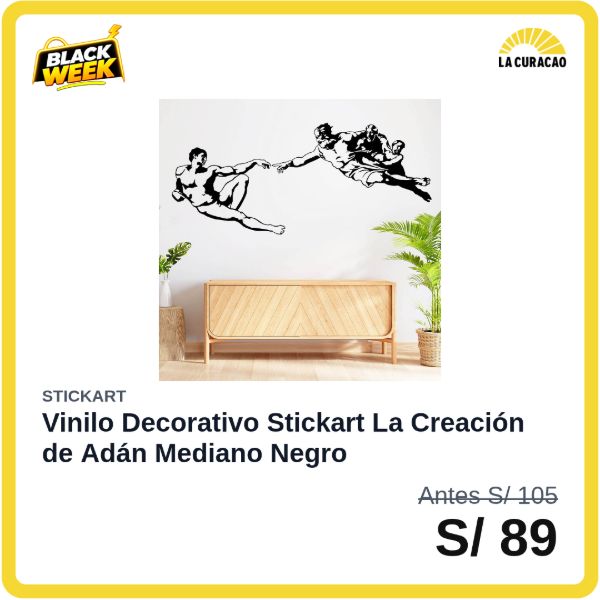 BLACK
WEEK
LA CURACAO
STICKART
Vinilo Decorativo Stickart La Creación
de Adán Mediano Negro
Antes S/ 105
S/ 89